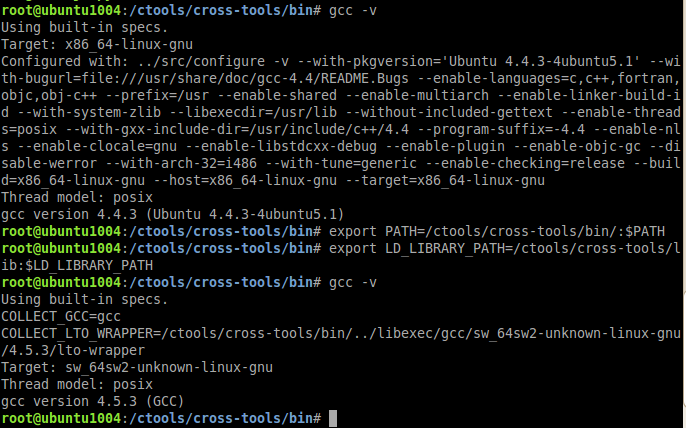 root@ubuntu1004:/ctools/cross-tools/bin# gcc -v
Using built-in specs.
Target: x86_64-linux-gnu
Configured with: ../src/configure -v --with-pkgversion='Ubuntu 4.4.3-4ubuntu5.1' --wi
th-bugurl=file:///usr/share/doc/gcc-4.4/README.Bugs --enable-languages=c,c++,fortran,
objc,obj-c++ --prefix=/usr --enable-shared --enable-multiarch --enable-linker-build-i
d --with-system-zlib --libexecdir=/usr/lib --without-included-gettext --enable-thread
s=posix --with-gxx-include-dir=/usr/include/c++/4.4 --program-suffix=-4.4 --enable-nl
s --enable-clocale=gnu --enable-libstdcxx-debug --enable-plugin --enable-objc-gc --di
sable-werror --with-arch-32=i486 --with-tune=generic --enable-checking=release --buil
d=x86_64-linux-gnu --host=x86_64-linux-gnu --target=x86_64-linux-gnu
Thread model: posix
gcc version 4.4.3 (Ubuntu 4.4.3-4ubuntu5.1)
root@ubuntu1004:/ctools/cross-tools/bin# export PATH=/ctools/cross-tools/bin/:$PATH
root@ubuntu1004:/ctools/cross-tools/bin# export LD_LIBRARY_PATH=/ctools/cross-tools/l
ib:$LD_LIBRARY_PATH
root@ubuntu1004:/ctools/cross-tools/bin# gcc -v
Using built-in specs.
COLLECT_GCC=gcc
COLLECT_LTO_WRAPPER=/ctools/cross-tools/bin/../libexec/gcc/sw_64sw2-unknown-linux-gnu
/4.5.3/lto-wrapper
Target: sw_64sw2-unknown-linux-gnu
Thread model: posix
gcc version 4.5.3 (GCC)
root@ubuntu1004:/ctools/cross-tools/bin#